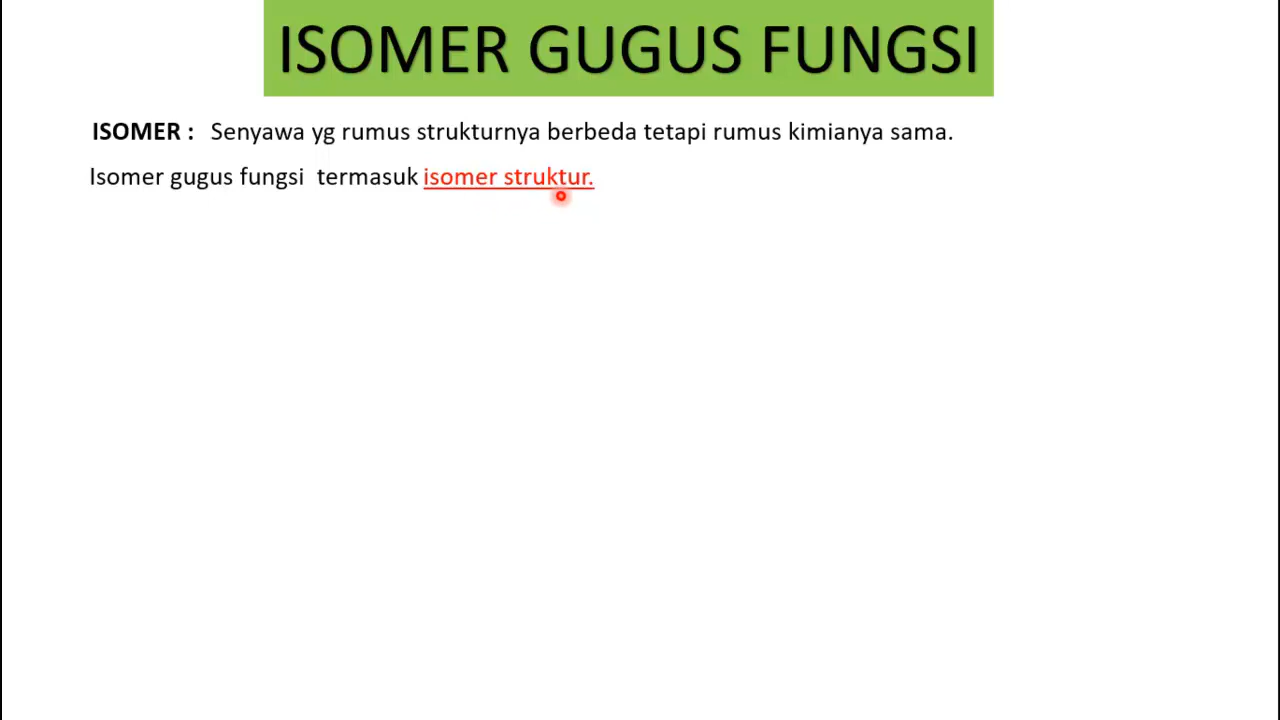 ISOMER GUGUS FUNGSI
ISOMER : Senyawa yg rumus strukturnya berbeda tetapi rumus kimianya sama.
Isomer gugus fungsi termasuk isomer struktur.